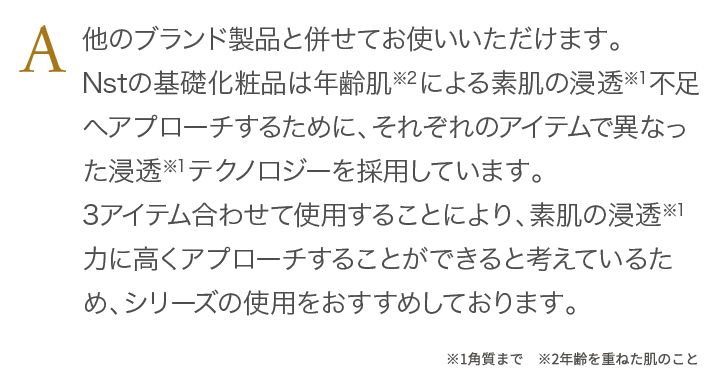 A 他のブランド製品と併せてお使いいただけます。
Nstの基礎化粧品は年齢肌※2による素肌の浸透※1不足
へアプローチするために、それぞれのアイテムで異なっ
た浸透※1テクノロジーを採用しています。
3アイテム合わせて使用することにより、素肌の浸透※1
力に高くアプローチすることができると考えているた
め、シリーズの使用をおすすめしております。
※1角質まで　※2年齢を重ねた肌のこと